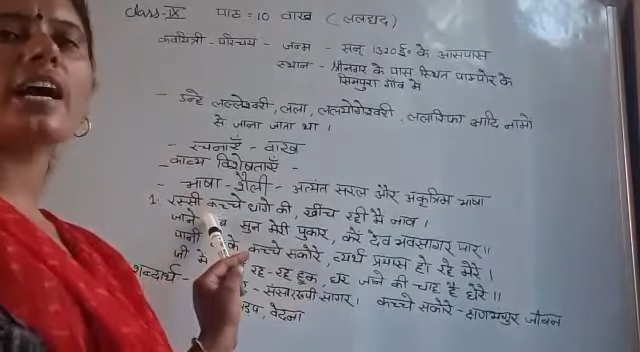 Class-IX पाठ = 10 वाख (ललद्यद)
कवयित्री - परिचय - जन्म - सन् 1320 ई० के आसपास
स्थान - श्रीनगर के पास स्थित पाम्पोर के
सिमपुरा गाँव में
- उन्हे लल्लेश्वरी, लला, ललयोगेश्वरी, ललारिफा आदि नामों
से जाना जाता था।
- रचनाएँ - वाख
- काव्य विशेषताएँ -
- भाषा - शैली - अत्यंत सरल और अकृत्रिम भाषा
1. रस्सी कच्चे धागे की, खींच रही मैं नाव।
जाने सुन मेरी पुकार, करें देव भवसागर पार।।
पानी कच्चे सकोरे, व्यर्थ प्रयास हो रहे मेरे।
जी में रह-रह हूक, घर जाने की चाह है घेरे।।
शब्दार्थ - - संसाररूपी सागर। कच्चे सकोरे - क्षणभंगुर जीवन
वेदना